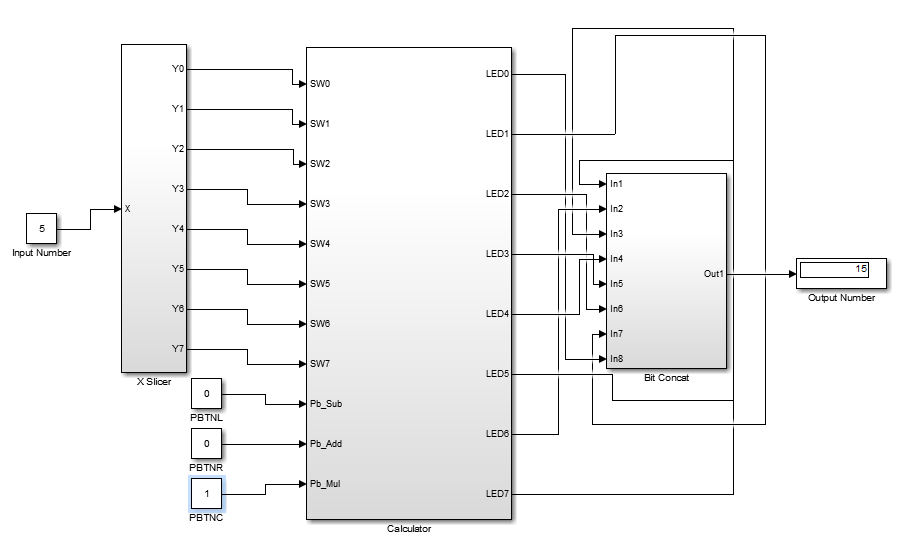 5
Input Number
X
Y0
Y1
Y2
Y3
Y4
Y5
Y6
Y7
X Slicer
0
PBTNL
0
PBTNR
1
PBTNC
SW0
SW1
SW2
SW3
SW4
SW5
SW6
SW7
Pb_Sub
Pb_Add
Pb_Mul
LED0
LED1
LED2
LED3
LED4
LED5
LED6
LED7
Calculator
In1
In2
In3
In4
In5
In6
In7
In8
Out1
Bit Concat
15
Output Number